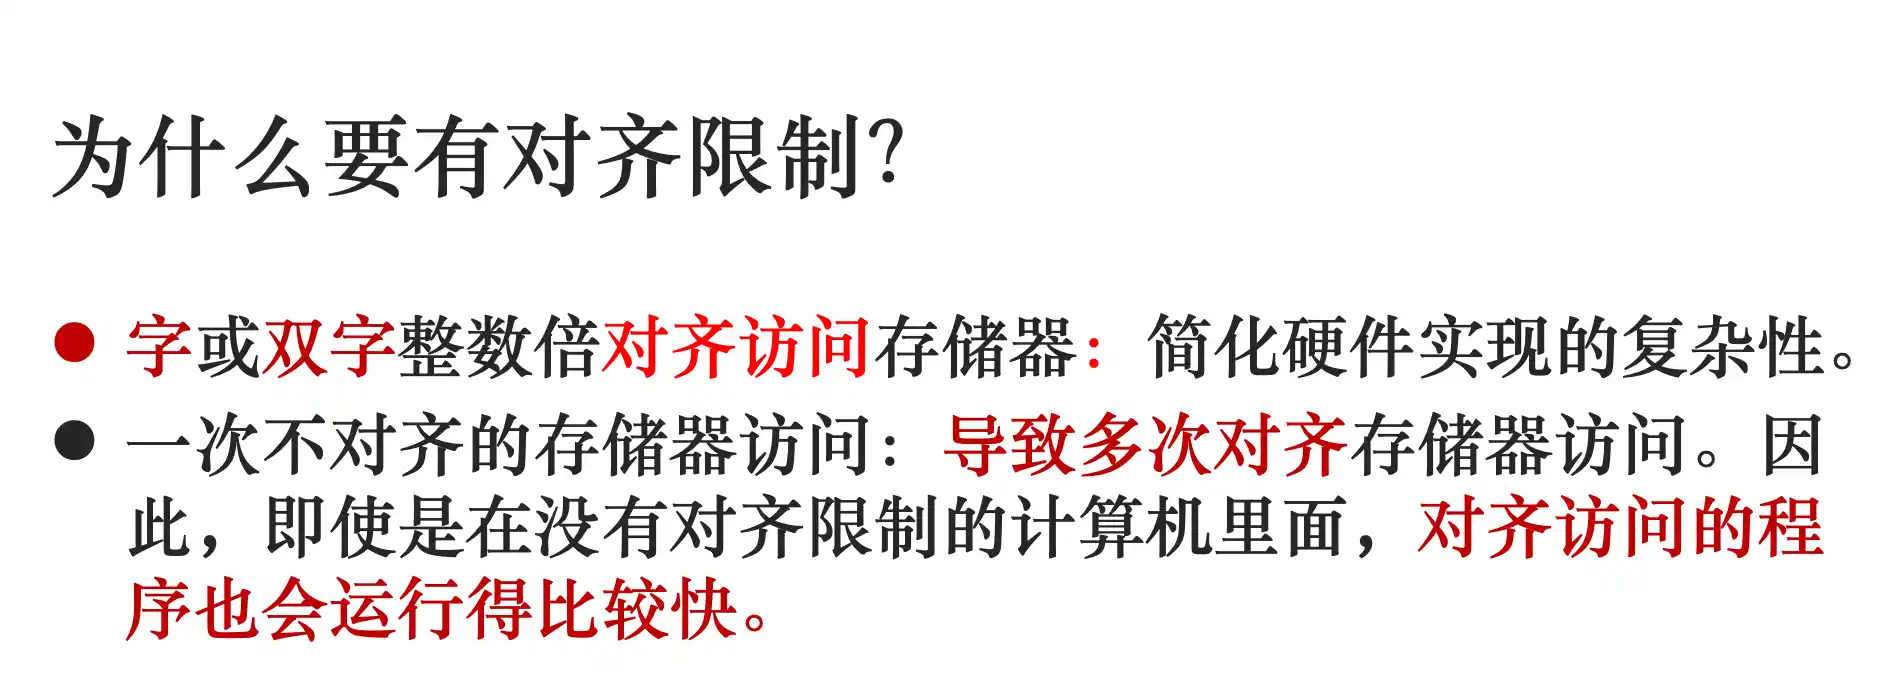 为什么要有对齐限制?
● 字或双字整数倍对齐访问存储器：简化硬件实现的复杂性。
● 一次不对齐的存储器访问：导致多次对齐存储器访问。因
此，即使是在没有对齐限制的计算机里面，对齐访问的程
序也会运行得比较快。